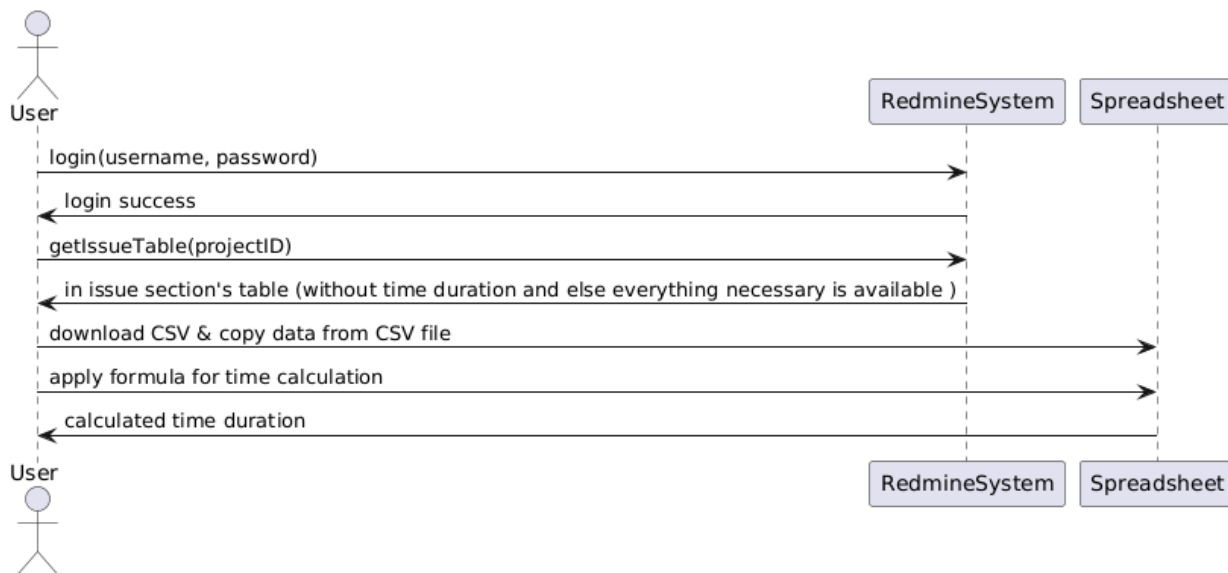 User
RedmineSystem
Spreadsheet
login(username, password)
login success
getIssueTable(projectID)
in issue section's table (without time duration and else everything necessary is available )
download CSV & copy data from CSV file
apply formula for time calculation
calculated time duration
User
RedmineSystem
Spreadsheet